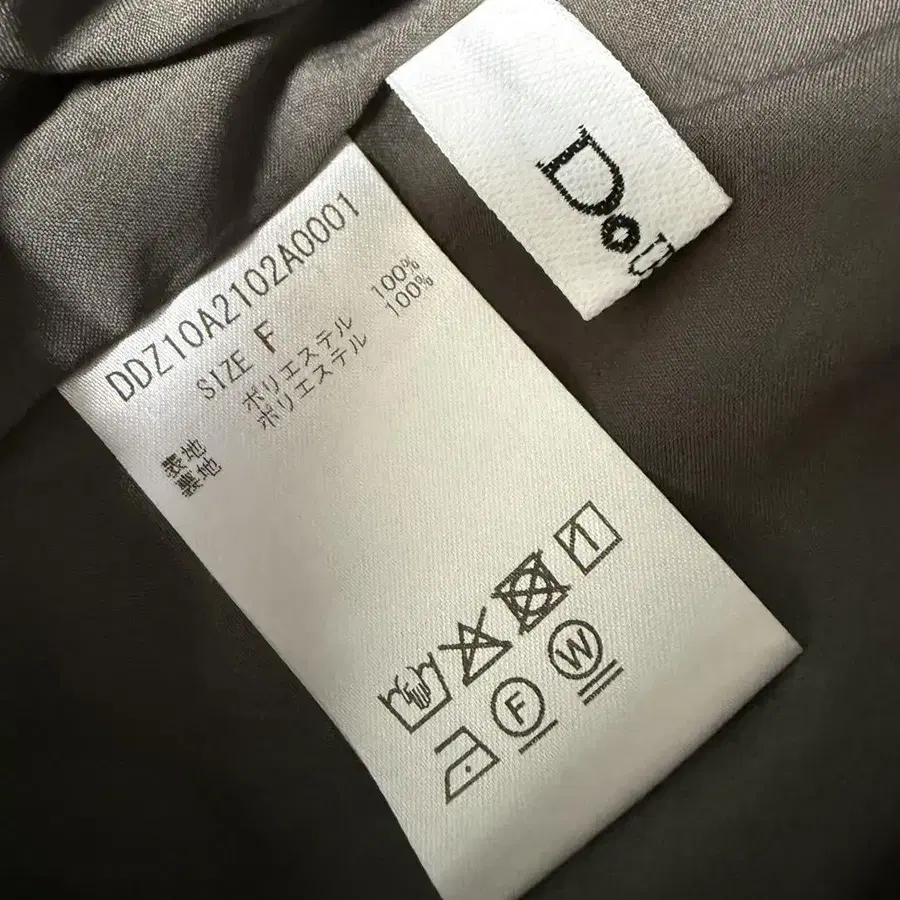 Dou
DDZ10A2102A0001
SIZE F
表地 ポリエステル 100%
裏地 ポリエステル 100%
F W